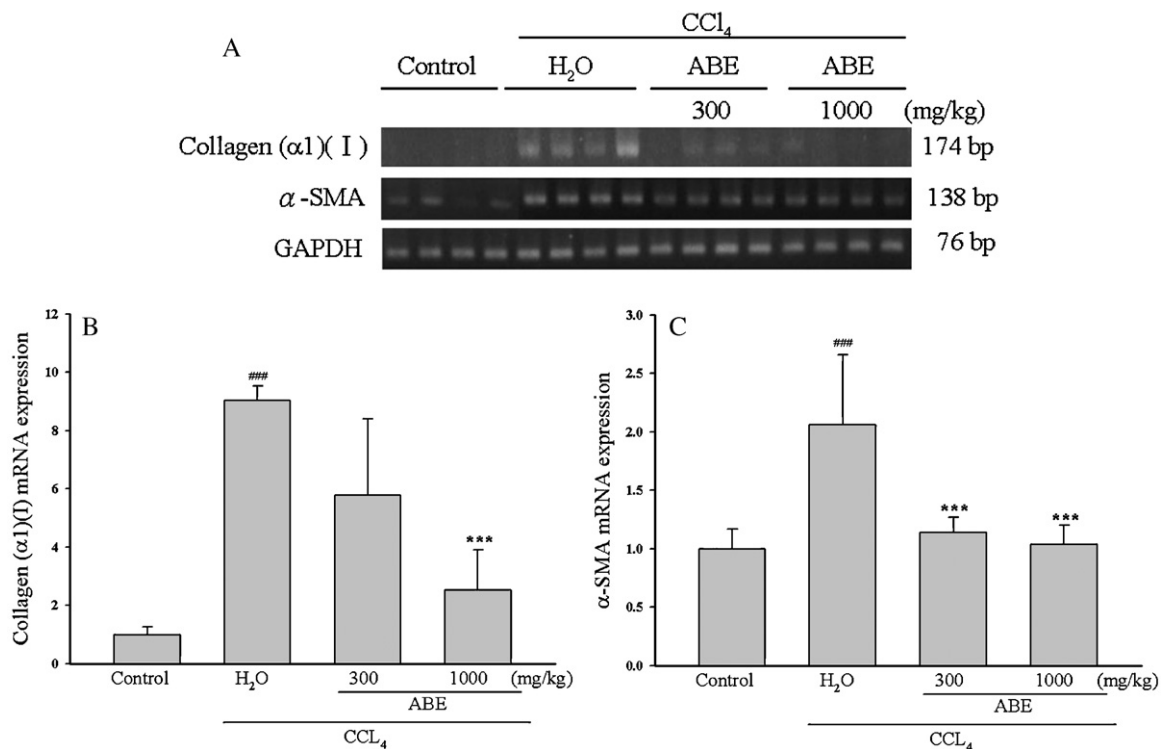 A
CCl₄
Control H₂O ABE ABE
300 1000 (mg/kg)
Collagen (α1)(Ⅰ) 174 bp
α-SMA 138 bp
GAPDH 76 bp
B
Collagen (α1)(I) mRNA expression
12
10
8
6
4
2
0
###
***
Control H₂O 300 1000 (mg/kg)
ABE
CCL₄
C
α-SMA mRNA expression
3.0
2.5
2.0
1.5
1.0
0.5
0.0
###
*** ***
Control H₂O 300 1000 (mg/kg)
ABE
CCL₄